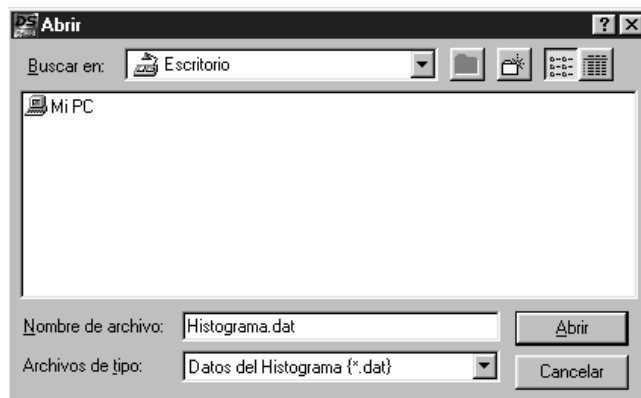 Abrir
Buscar en: Escritorio
Mi PC
Nombre de archivo: Histograma.dat Abrir
Archivos de tipo: Datos del Histograma {*.dat} Cancelar